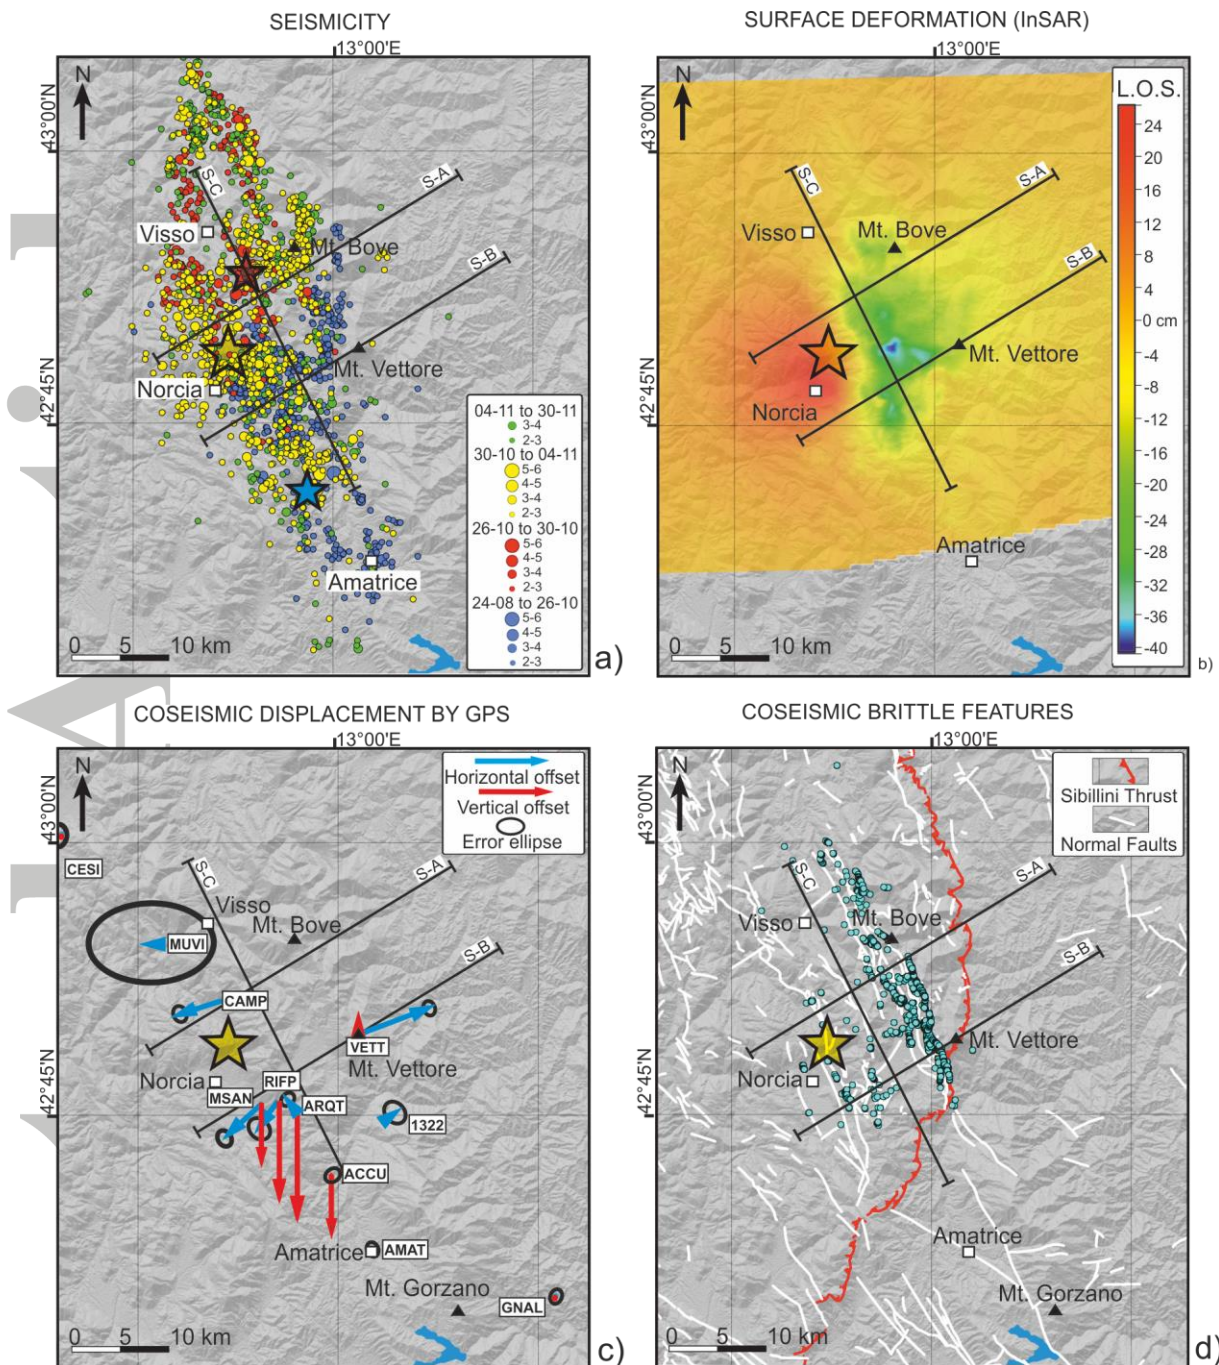 SEISMICITY
13°00'E
N
43°00'N
42°45'N
S-C
S-A
S-B
Visso
Mt. Bove
Mt. Vettore
Norcia
Amatrice
04-11 to 30-11
3-4
2-3
30-10 to 04-11
5-6
4-5
3-4
2-3
26-10 to 30-10
5-6
4-5
3-4
2-3
24-08 to 26-10
5-6
4-5
3-4
2-3
0 5 10 km
a)
SURFACE DEFORMATION (InSAR)
13°00'E
N
43°00'N
42°45'N
S-C
S-A
S-B
Visso
Mt. Bove
Mt. Vettore
Norcia
Amatrice
L.O.S.
24
20
16
12
8
4
0 cm
-4
-8
-12
-16
-20
-24
-28
-32
-36
-40
0 5 10 km
b)
COSEISMIC DISPLACEMENT BY GPS
13°00'E
N
43°00'N
42°45'N
Horizontal offset
Vertical offset
Error ellipse
CESI
S-C
S-A
S-B
Visso
Mt. Bove
MUVI
CAMP
VETT
Mt. Vettore
Norcia
RIFP
MSAN
ARQT
1322
ACCU
Amatrice
AMAT
Mt. Gorzano
GNAL
0 5 10 km
c)
COSEISMIC BRITTLE FEATURES
13°00'E
N
43°00'N
42°45'N
Sibillini Thrust
Normal Faults
S-C
S-A
S-B
Visso
Mt. Bove
Mt. Vettore
Norcia
Amatrice
Mt. Gorzano
0 5 10 km
d)